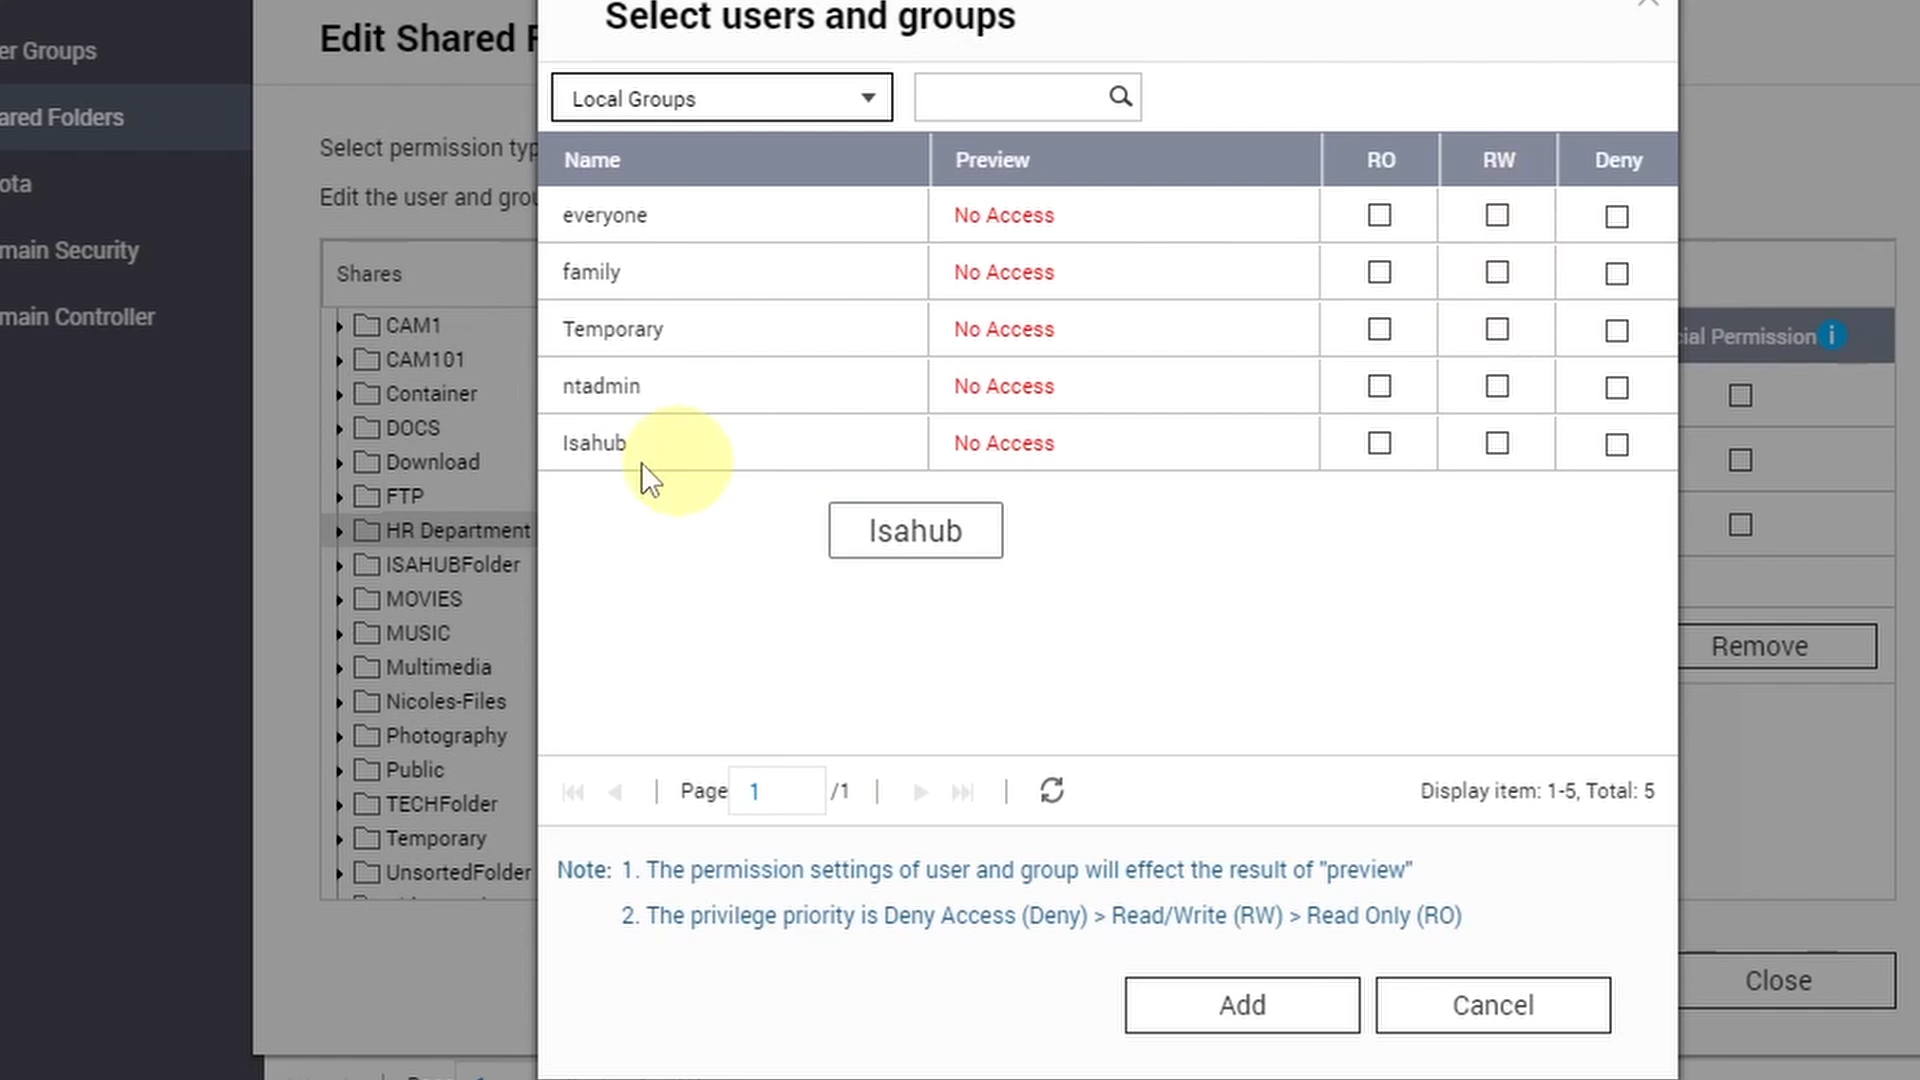 Select users and groups
er Groups
Edit Shared F
Local Groups
ared Folders
Select permission typ
Name Preview RO RW Deny
ota
Edit the user and grou
everyone No Access
main Security
Shares
family No Access
main Controller
CAM1
Temporary No Access
cial Permission i
CAM101
Container
ntadmin No Access
DOCS
Isahub No Access
Download
FTP
HR Department
Isahub
ISAHUBFolder
MOVIES
MUSIC
Remove
Multimedia
Nicoles-Files
Photography
Public
Page 1 /1
Display item: 1-5, Total: 5
TECHFolder
Temporary
UnsortedFolder
Note: 1. The permission settings of user and group will effect the result of "preview"
2. The privilege priority is Deny Access (Deny) > Read/Write (RW) > Read Only (RO)
Close
Add
Cancel